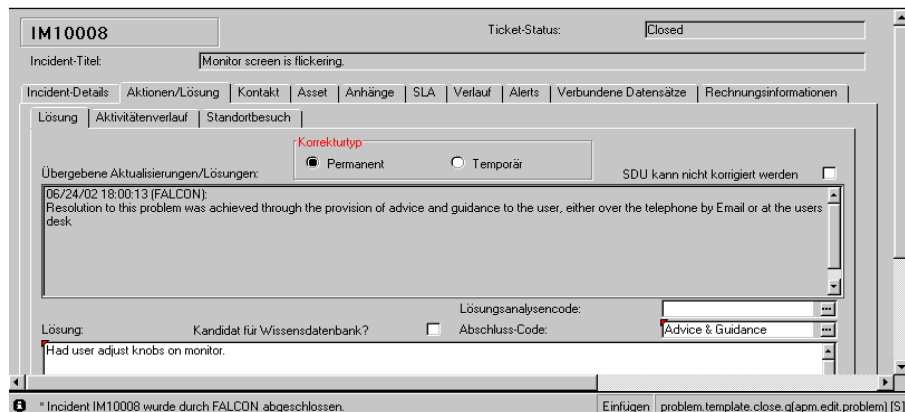 IM10008 Ticket-Status: Closed
Incident-Titel: Monitor screen is flickering.
Incident-Details Aktionen/Lösung Kontakt Asset Anhänge SLA Verlauf Alerts Verbundene Datensätze Rechnungsinformationen
Lösung Aktivitätenverlauf Standortbesuch
Korrekturtyp
Permanent Temporär
Übergebene Aktualisierungen/Lösungen: SDU kann nicht korrigiert werden
06/24/02 18:00:13 (FALCON):
Resolution to this problem was achieved through the provision of advice and guidance to the user, either over the telephone by Email or at the users
desk
Lösungsanalysencode:
Lösung: Kandidat für Wissensdatenbank? Abschluss-Code: Advice & Guidance
Had user adjust knobs on monitor.
* Incident IM10008 wurde durch FALCON abgeschlossen. Einfügen problem.template.close.g(apm.edit.problem) [S]